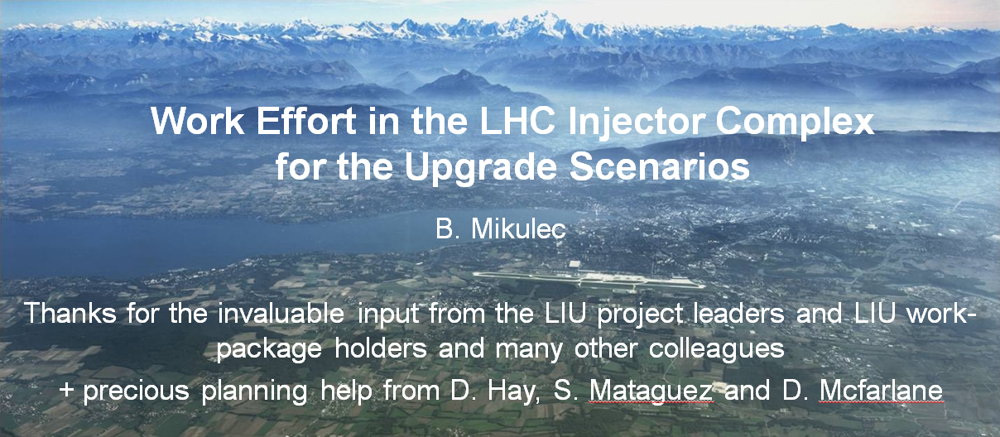 Work Effort in the LHC Injector Complex
for the Upgrade Scenarios
B. Mikulec
Thanks for the invaluable input from the LIU project leaders and LIU work-
package holders and many other colleagues
+ precious planning help from D. Hay, S. Mataguez and D. Mcfarlane